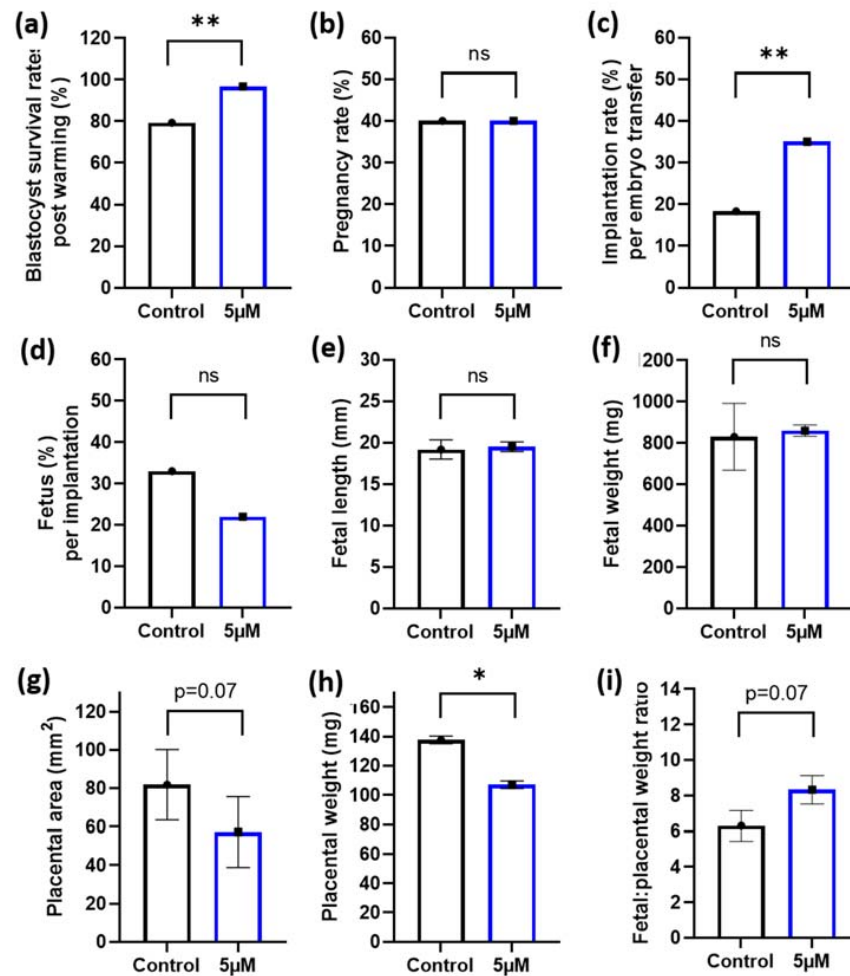 (a)
**
Blastocyst survival rate:
post warming (%)
120
100
80
60
40
20
0
Control 5µM
(b)
ns
Pregnancy rate (%)
60
50
40
30
20
10
0
Control 5µM
(c)
**
Implantation rate (%)
per embryo transfer
60
50
40
30
20
10
0
Control 5µM
(d)
ns
Fetus (%)
per implantation
60
50
40
30
20
10
0
Control 5µM
(e)
ns
Fetal length (mm)
30
25
20
15
10
5
0
Control 5µM
(f)
ns
Fetal weight (mg)
200
1000
800
600
400
200
0
Control 5µM
(g)
p=0.07
Placental area (mm²)
120
100
80
60
40
20
0
Control 5µM
(h)
*
Placental weight (mg)
160
140
120
100
80
60
40
20
0
Control 5µM
(i)
p=0.07
Fetal:placental weight ratio
14
12
10
8
6
4
2
0
Control 5µM